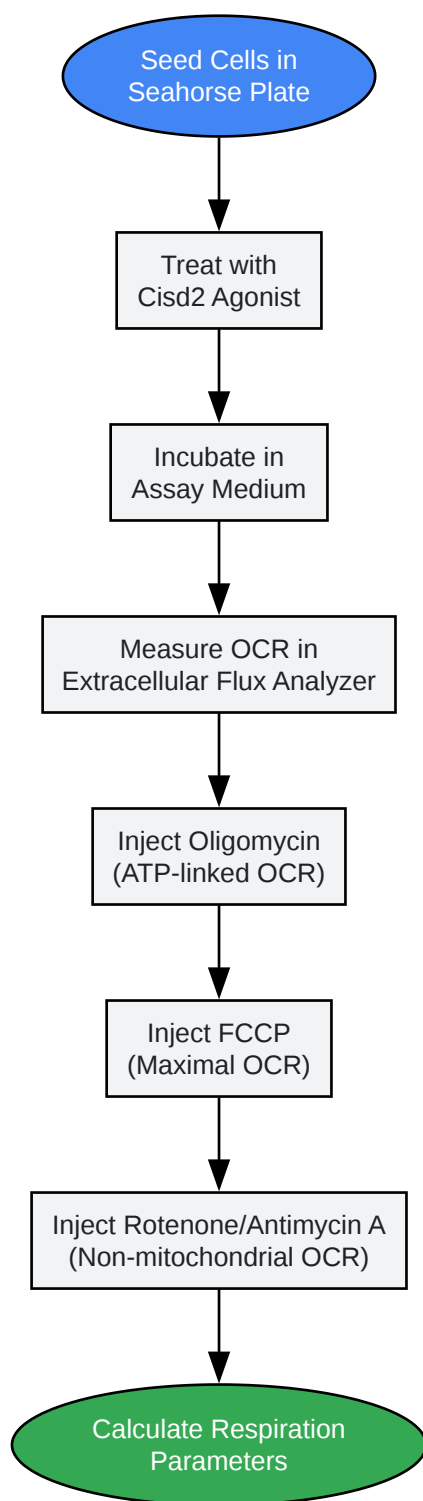 Seed Cells in
Seahorse Plate
Treat with
Cisd2 Agonist
Incubate in
Assay Medium
Measure OCR in
Extracellular Flux Analyzer
Inject Oligomycin
(ATP-linked OCR)
Inject FCCP
(Maximal OCR)
Inject Rotenone/Antimycin A
(Non-mitochondrial OCR)
Calculate Respiration
Parameters